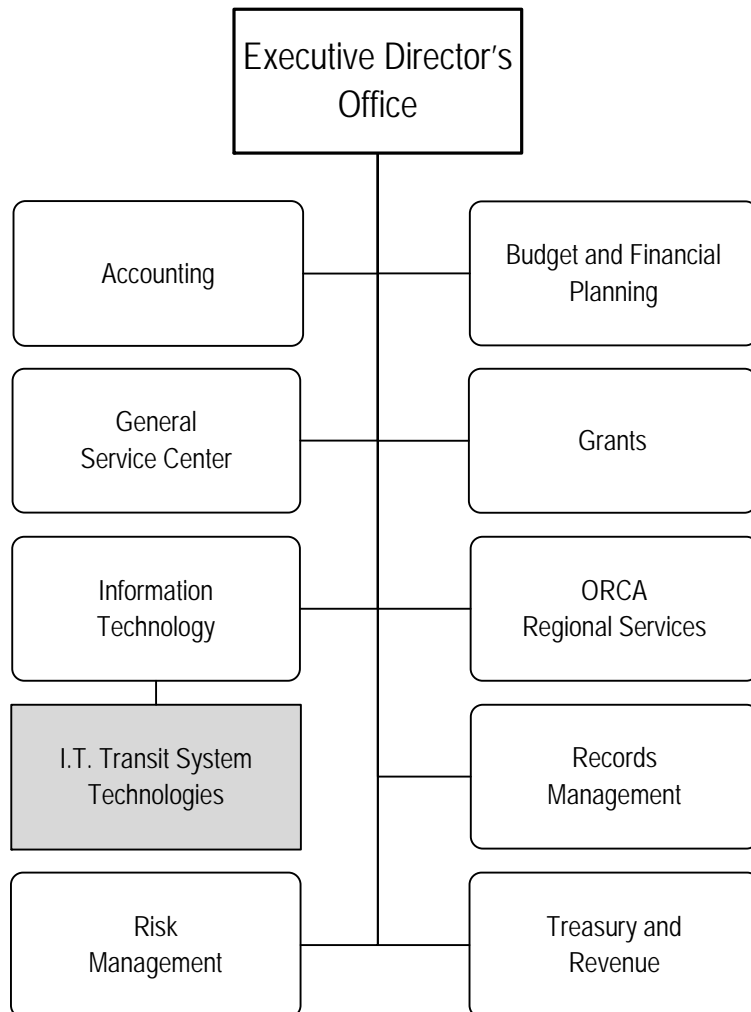 Executive Director's
Office
Accounting
Budget and Financial
Planning
General
Service Center
Grants
Information
Technology
ORCA
Regional Services
I.T. Transit System
Technologies
Records
Management
Risk
Management
Treasury and
Revenue